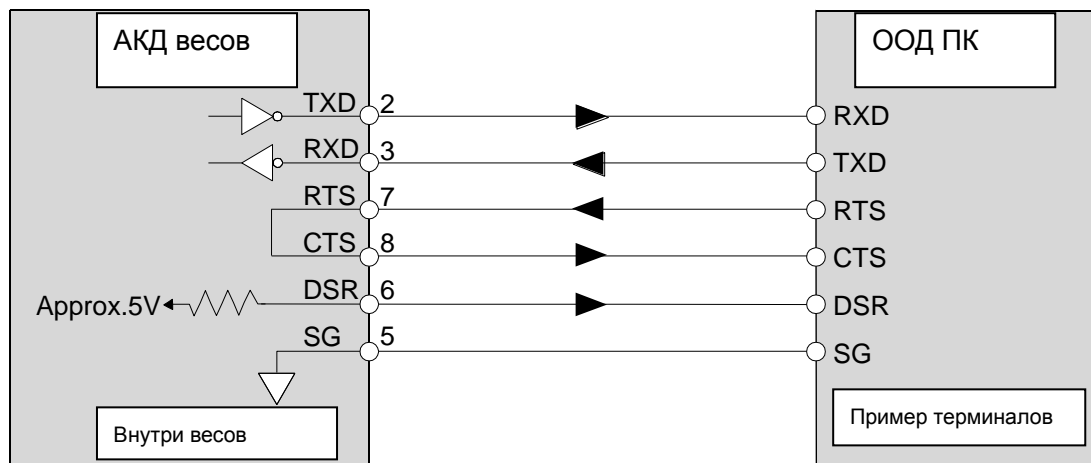 АКД весов
ООД ПК
TXD 2 RXD
RXD 3 TXD
RTS 7 RTS
CTS 8 CTS
Approx.5V DSR 6 DSR
SG 5 SG
Внутри весов
Пример терминалов